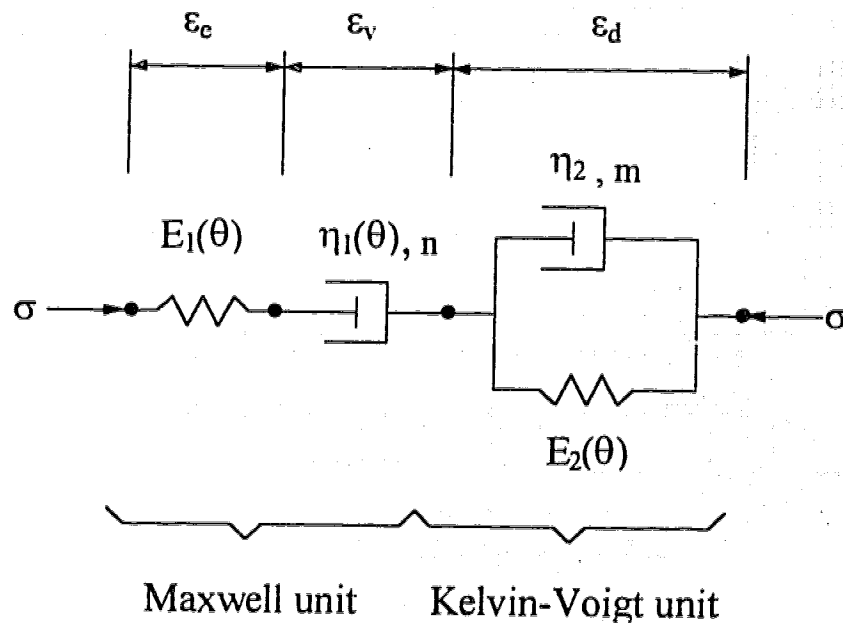 εe εv εd
η2 , m
E1(θ) η1(θ), n
σ σ
E2(θ)
Maxwell unit Kelvin-Voigt unit